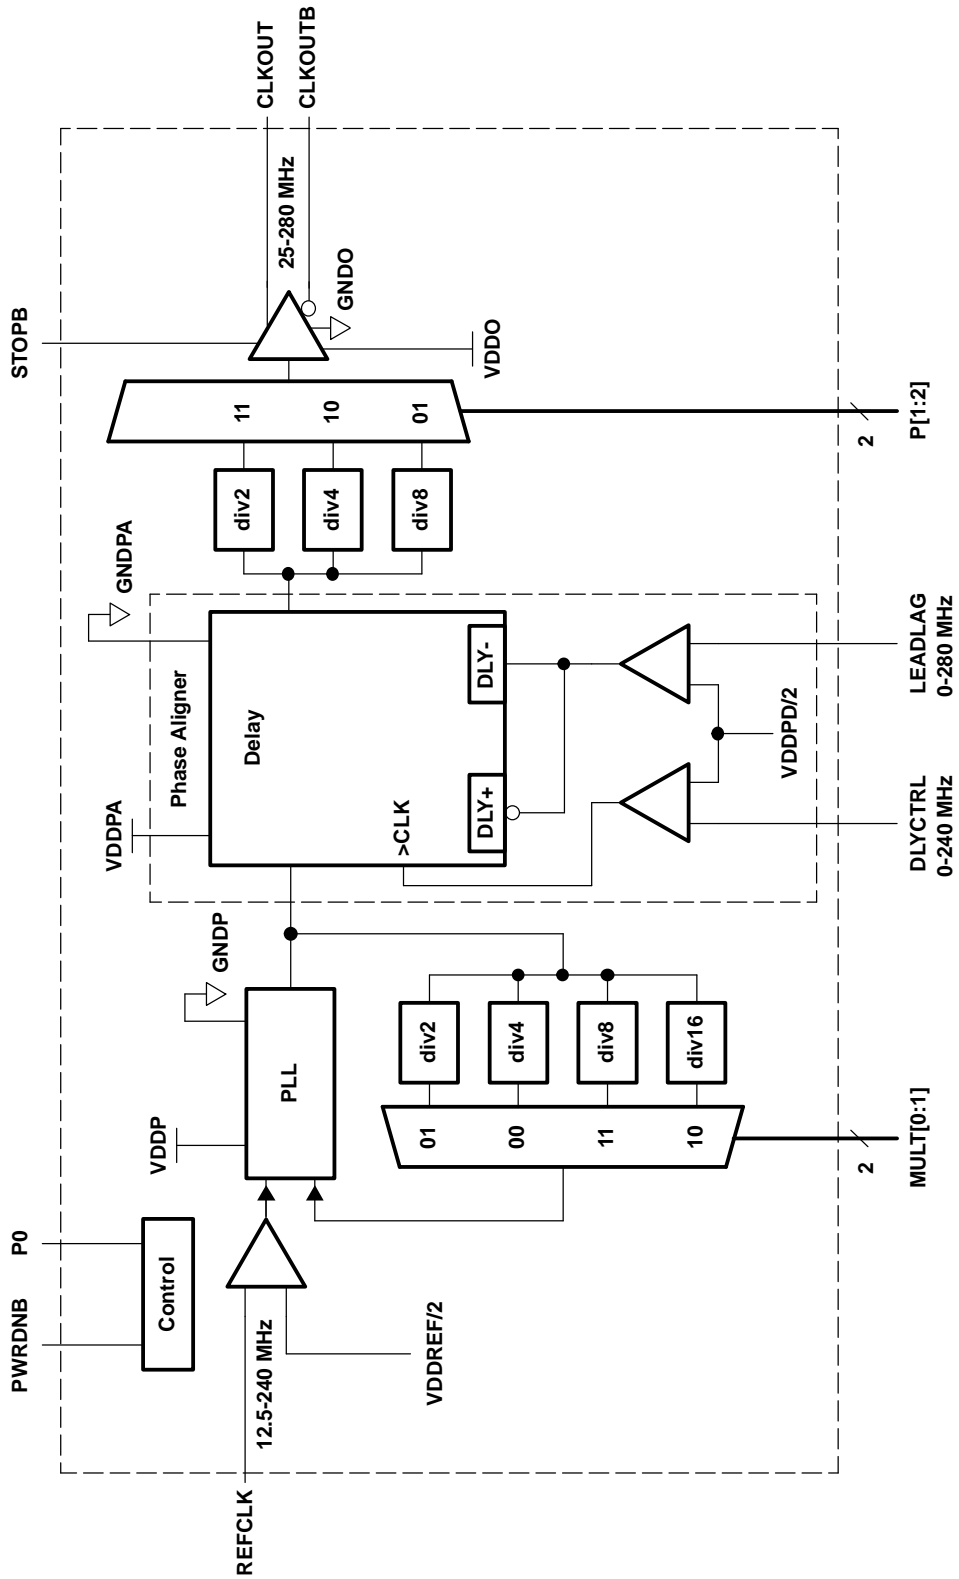 PWRDNB
P0
STOPB
Control
VDDP
GNDP
VDDPA
GNDPA
Phase Aligner
REFCLK
12.5-240 MHz
PLL
Delay
>CLK
DLY+
DLY-
div2
div4
div8
11
10
01
25-280 MHz
CLKOUT
CLKOUTB
GNDO
VDDO
VDDREF/2
01
00
11
10
div2
div4
div8
div16
VDDPD/2
2
2
MULT[0:1]
DLYCTRL
0-240 MHz
LEADLAG
0-280 MHz
P[1:2]